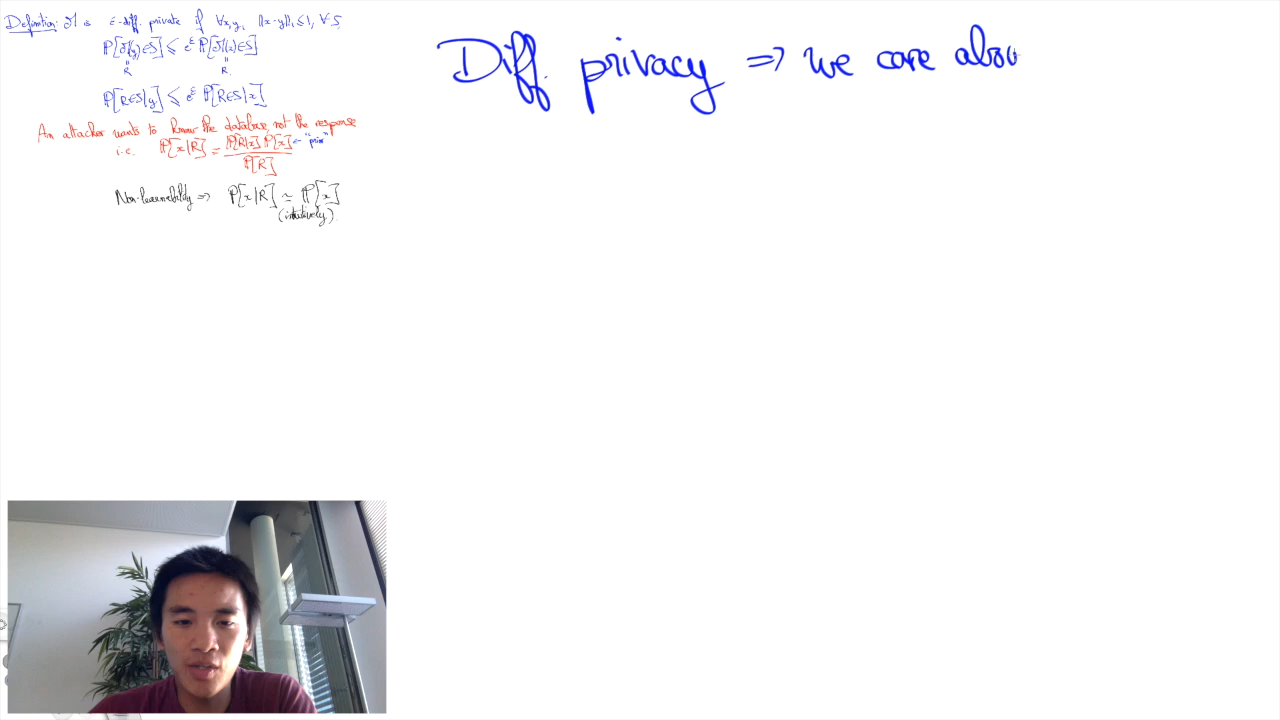 Definition: M is ε-diff. private if ∀x,y, ||x-y||₁ ≤ 1, ∀ S
P[M(y)∈S] ≤ e^ε P[M(x)∈S]
" "
R R.
P[R∈S|y] ≤ e^ε P[R∈S|x]
An attacker wants to know the database, not the response
i.e. P[x|R] = P[R|x] P[x] ← "prior"
P[R]
Non-learnability => P[x|R] ≃ P[x]
(intuitively).
Diff. privacy => we care abou